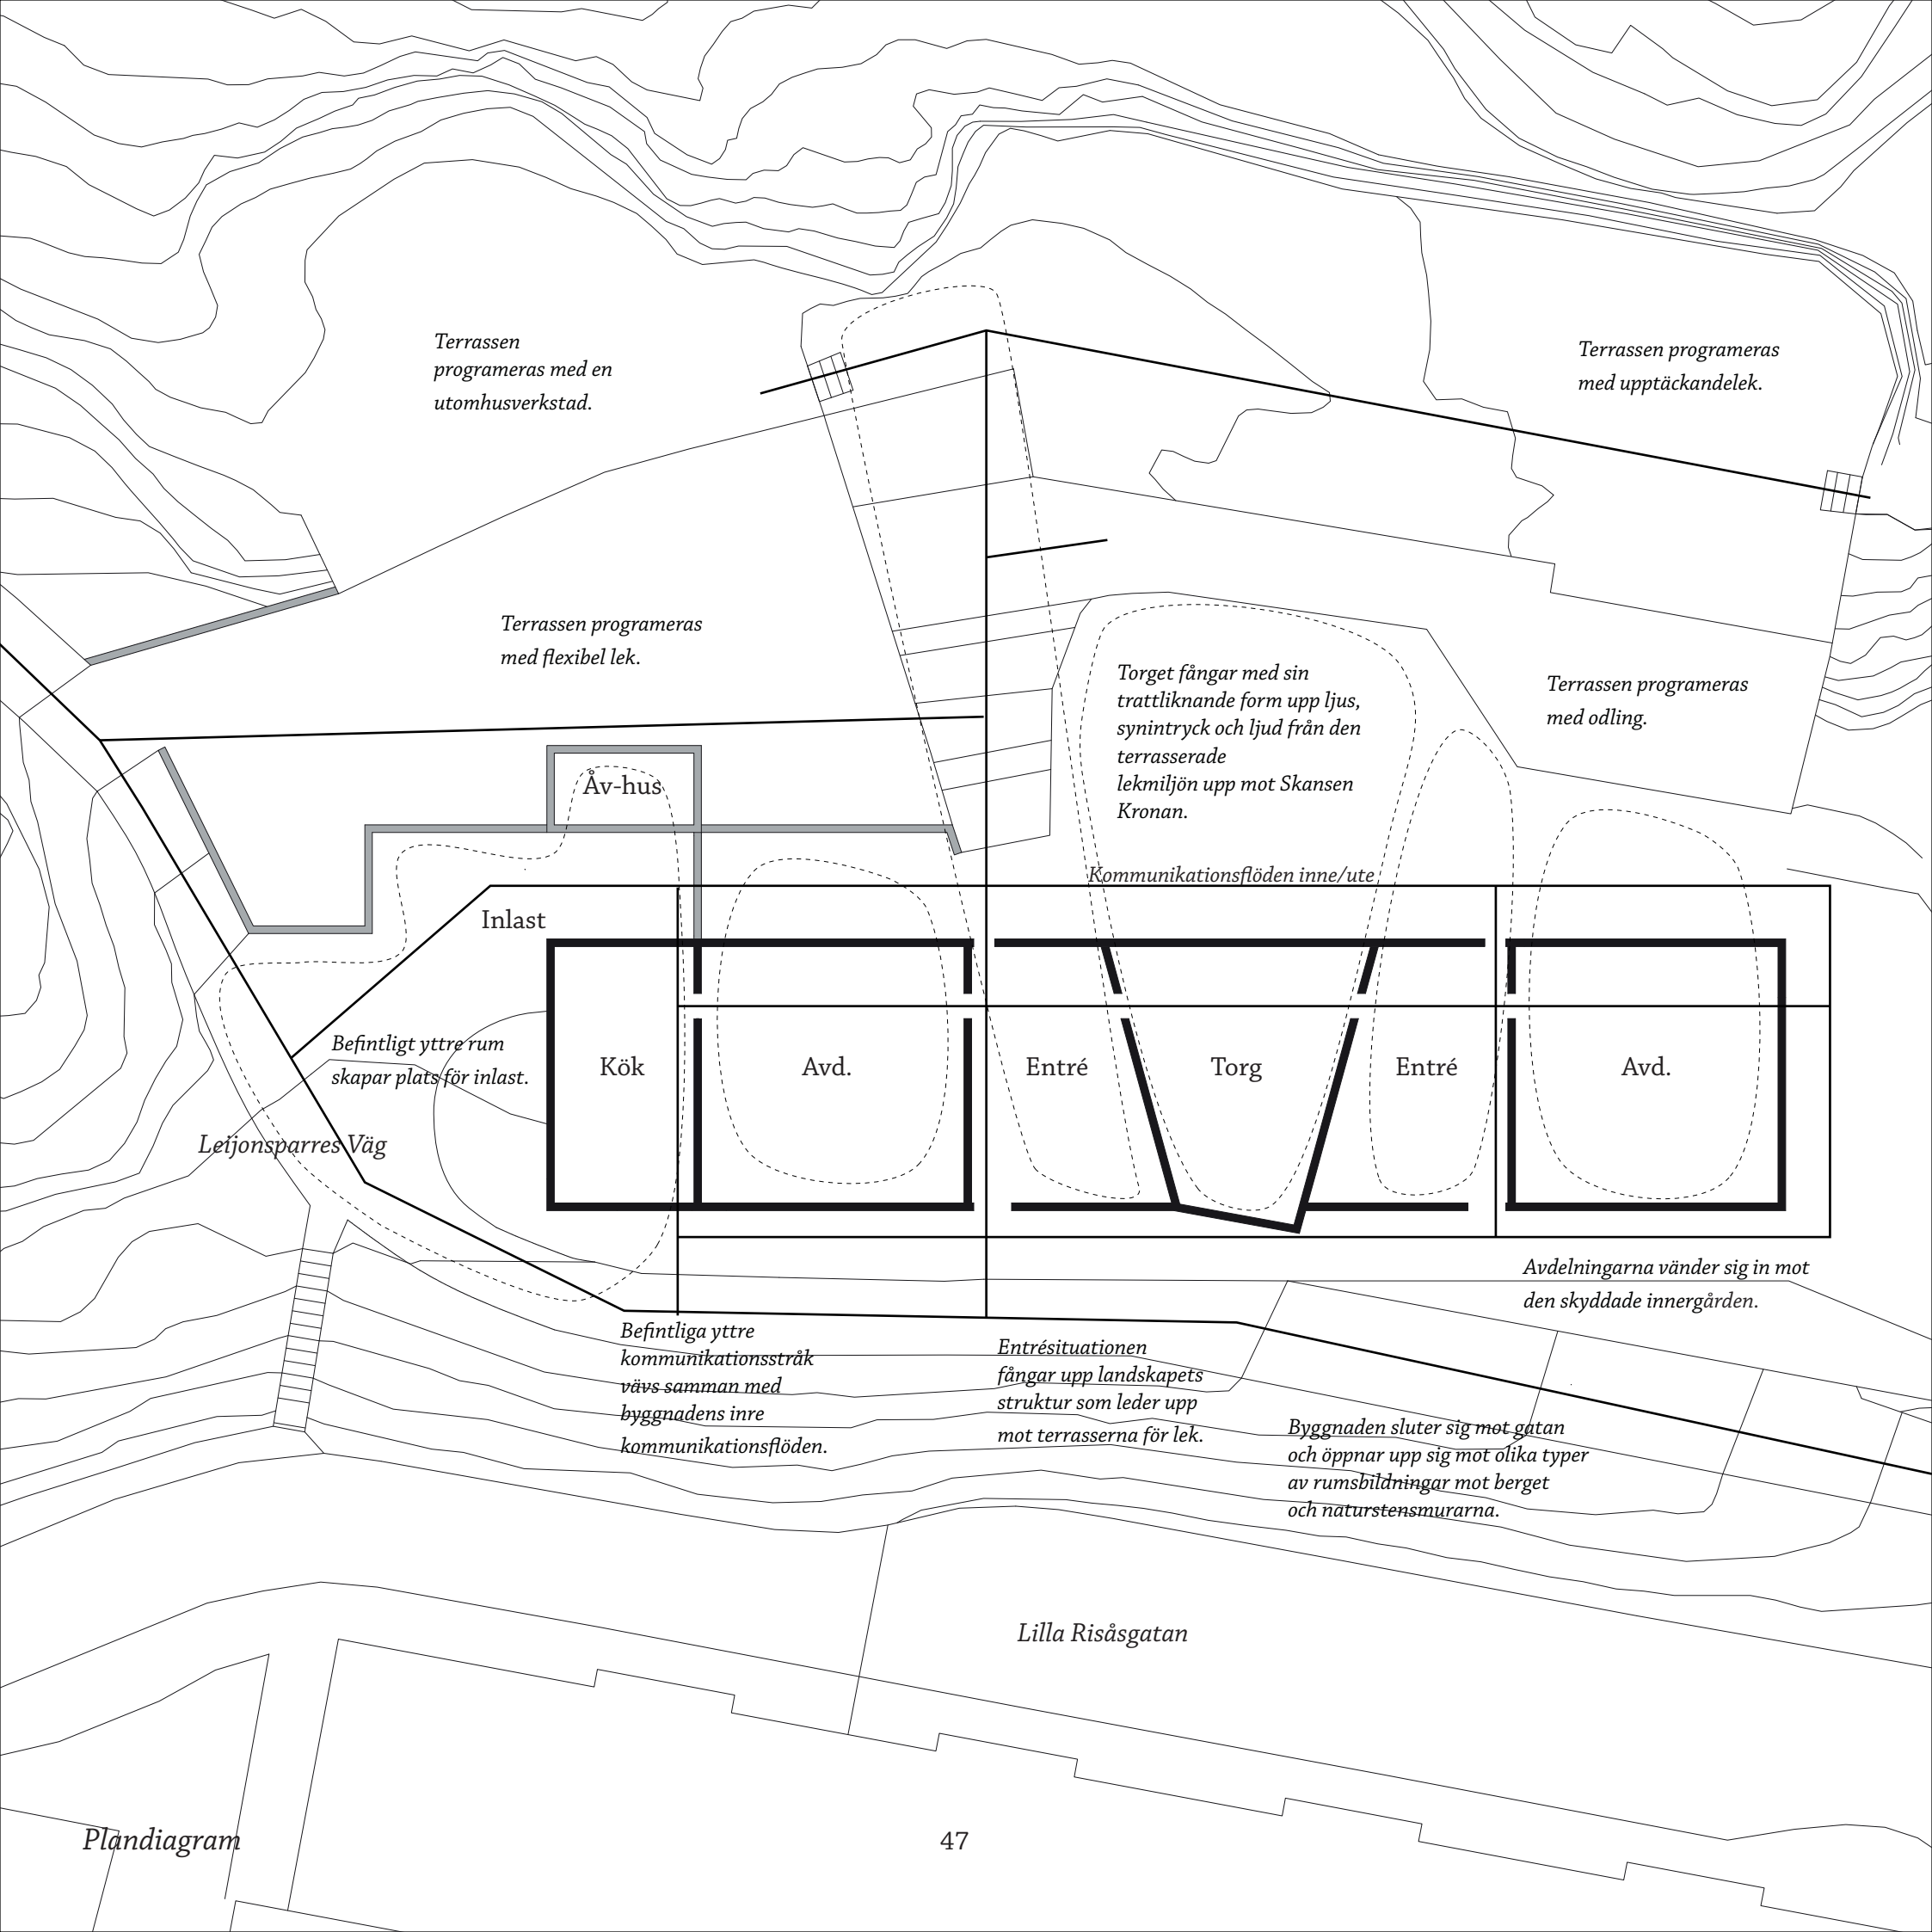 Terrassen
programeras med en
utomhusverkstad.
Terrassen programeras
med upptäckandelek.
Terrassen programeras
med flexibel lek.
Torget fångar med sin
trattliknande form upp ljus,
synintryck och ljud från den
terrasserade
lekmiljön upp mot Skansen
Kronan.
Terrassen programeras
med odling.
Åv-hus
Kommunikationsflöden inne/ute
Inlast
Befintligt yttre rum
skapar plats för inlast.
Kök
Avd.
Entré
Torg
Entré
Avd.
Leijonsparres Väg
Avdelningarna vänder sig in mot
den skyddade innergården.
Befintliga yttre
kommunikationsstråk
vävs samman med
byggnadens inre
kommunikationsflöden.
Entrésituationen
fångar upp landskapets
struktur som leder upp
mot terrasserna för lek.
Byggnaden sluter sig mot gatan
och öppnar upp sig mot olika typer
av rumsbildningar mot berget
och naturstensmurarna.
Lilla Risåsgatan
Plandiagram
47